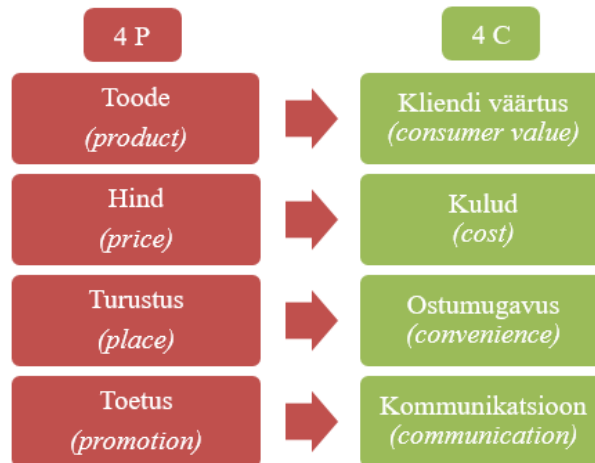 4 P
4 C
Toode
(product)
Kliendi väärtus
(consumer value)
Hind
(price)
Kulud
(cost)
Turustus
(place)
Ostumugavus
(convenience)
Toetus
(promotion)
Kommunikatsioon
(communication)